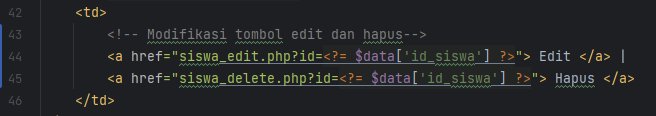 42 <td>
43 <!-- Modifikasi tombol edit dan hapus-->
44 <a href="siswa_edit.php?id=<?= $data['id_siswa'] ?>"> Edit </a> |
45 <a href="siswa_delete.php?id=<?= $data['id_siswa'] ?>"> Hapus </a>
46 </td>